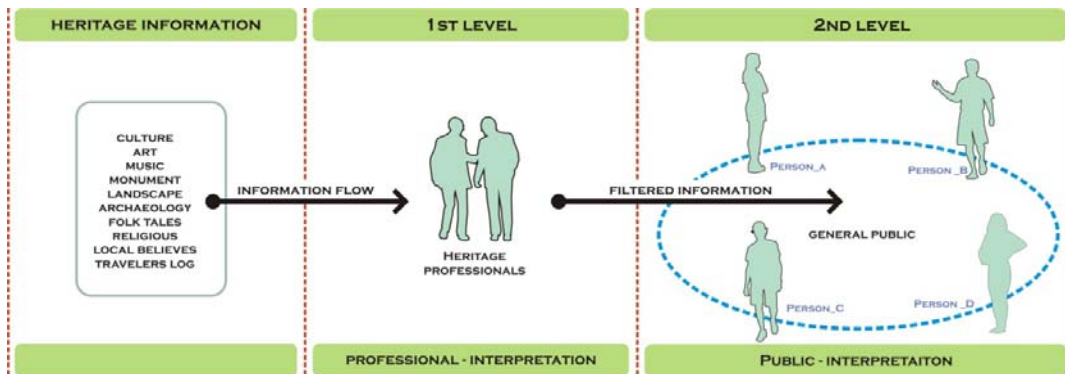 HERITAGE INFORMATION
1ST LEVEL
2ND LEVEL
CULTURE
ART
MUSIC
MONUMENT
LANDSCAPE
ARCHAEOLOGY
FOLK TALES
RELIGIOUS
LOCAL BELIEVES
TRAVELERS LOG
INFORMATION FLOW
HERITAGE
PROFESSIONALS
FILTERED INFORMATION
PERSON_A
PERSON _B
GENERAL PUBLIC
PERSON_C
PERSON _D
PROFESSIONAL - INTERPRETATION
PUBLIC - INTERPRETAITON